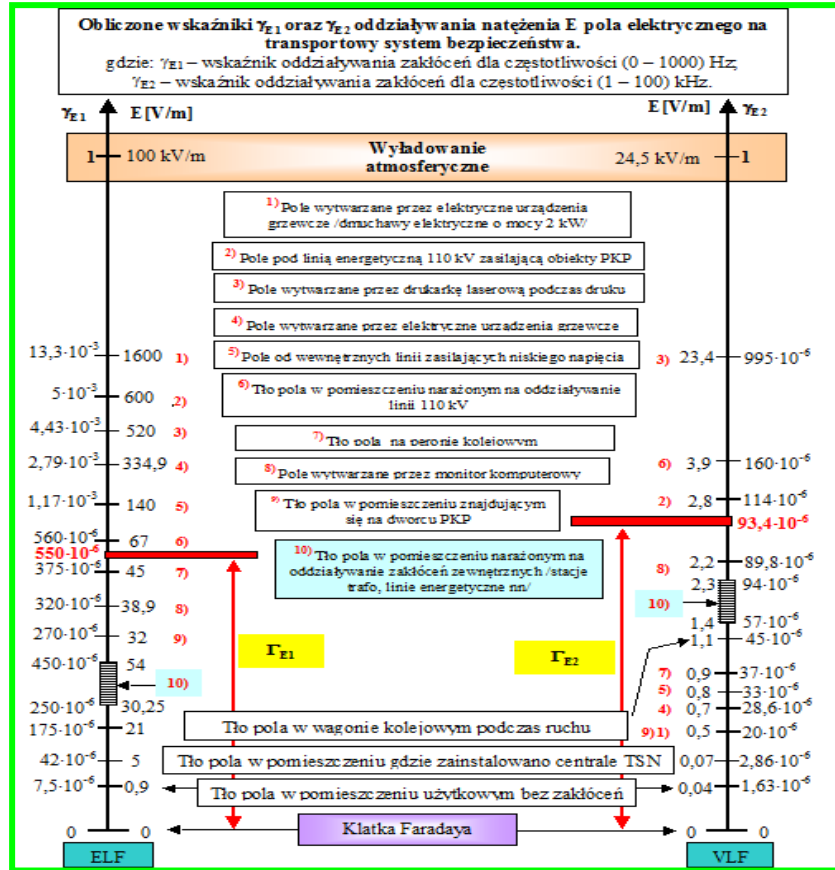 Obliczone wskaźniki γE1 oraz γE2 oddziaływania natężenia E pola elektrycznego na
transportowy system bezpieczeństwa.
gdzie: γE1 – wskaźnik oddziaływania zakłóceń dla częstotliwości (0 – 1000) Hz;
γE2 – wskaźnik oddziaływania zakłóceń dla częstotliwości (1 – 100) kHz.
γE1 E [V/m]
E [V/m] γE2
1 100 kV/m
Wyładowanie
atmosferyczne
24,5 kV/m 1
1) Pole wytwarzane przez elektryczne urządzenia
grzewcze /dmuchawy elektryczne o mocy 2 kW/
2) Pole pod linią energetyczną 110 kV zasilającą obiekty PKP
3) Pole wytwarzane przez drukarkę laserową podczas druku
4) Pole wytwarzane przez elektryczne urządzenia grzewcze
5) Pole od wewnętrznych linii zasilających niskiego napięcia
6) Tło pola w pomieszczeniu narażonym na oddziaływanie
linii 110 kV
7) Tło pola na peronie kolejowym
8) Pole wytwarzane przez monitor komputerowy
9) Tło pola w pomieszczeniu znajdującym
się na dworcu PKP
10) Tło pola w pomieszczeniu narażonym na
oddziaływanie zakłóceń zewnętrznych /stacje
trafo, linie energetyczne nn/
13,3·10⁻³ 1600 1)
5·10⁻³ 600 .2)
4,43·10⁻³ 520 3)
2,79·10⁻³ 334,9 4)
1,17·10⁻³ 140 5)
560·10⁻⁶ 67 6)
550·10⁻⁶
375·10⁻⁶ 45 7)
320·10⁻⁶ 38,9 8)
270·10⁻⁶ 32 9)
450·10⁻⁶ 54
10)
250·10⁻⁶ 30,25
175·10⁻⁶ 21
42·10⁻⁶ 5
7,5·10⁻⁶ 0,9
0 0
ELF
ΓE1
ΓE2
3) 23,4 995·10⁻⁶
6) 3,9 160·10⁻⁶
2) 2,8 114·10⁻⁶
93,4·10⁻⁶
8) 2,2 89,8·10⁻⁶
2,3 94·10⁻⁶
10)
1,4 57·10⁻⁶
1,1 45·10⁻⁶
7) 0,9 37·10⁻⁶
5) 0,8 33·10⁻⁶
4) 0,7 28,6·10⁻⁶
9) 1) 0,5 20·10⁻⁶
0,07 2,86·10⁻⁶
0,04 1,63·10⁻⁶
0 0
VLF
Tło pola w wagonie kolejowym podczas ruchu
Tło pola w pomieszczeniu gdzie zainstalowano centrale TSN
Tło pola w pomieszczeniu użytkowym bez zakłóceń
Klatka Faradaya